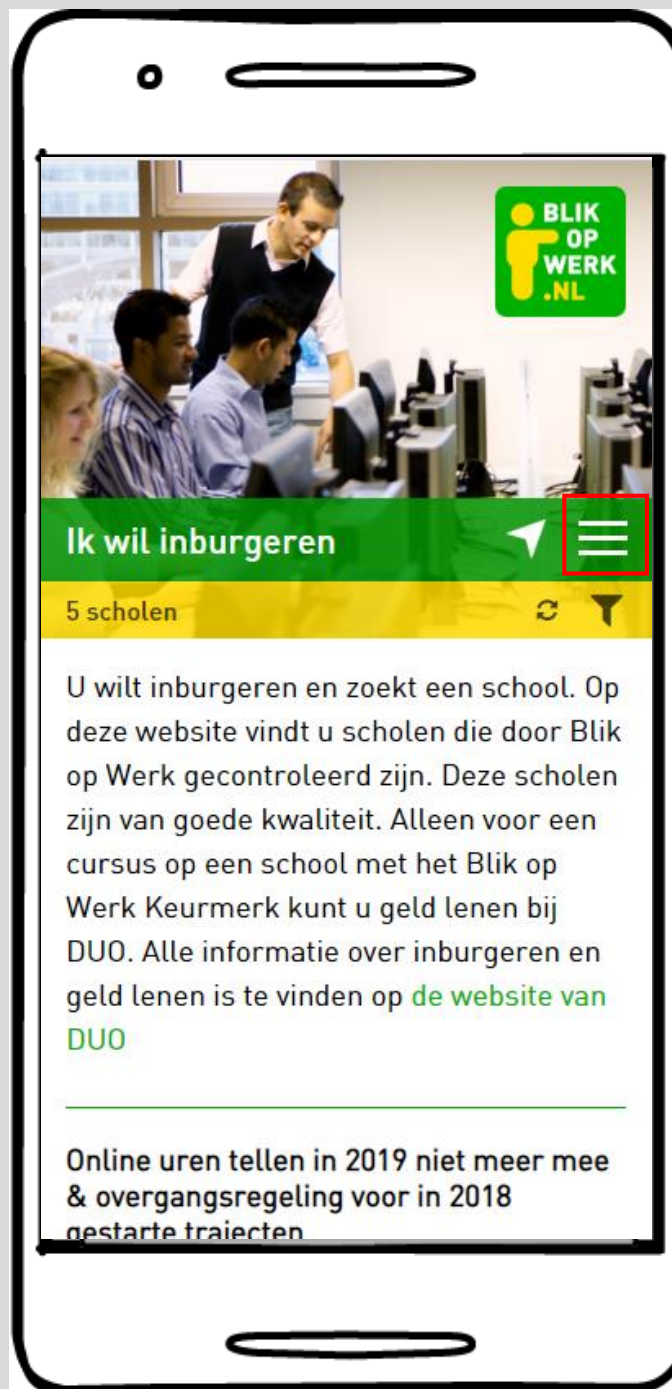 BLIK
OP
WERK
.NL
Ik wil inburgeren
5 scholen
U wilt inburgeren en zoekt een school. Op
deze website vindt u scholen die door Blik
op Werk gecontroleerd zijn. Deze scholen
zijn van goede kwaliteit. Alleen voor een
cursus op een school met het Blik op
Werk Keurmerk kunt u geld lenen bij
DUO. Alle informatie over inburgeren en
geld lenen is te vinden op de website van
DUO
Online uren tellen in 2019 niet meer mee
& overgangsregeling voor in 2018
gestarte trajecten